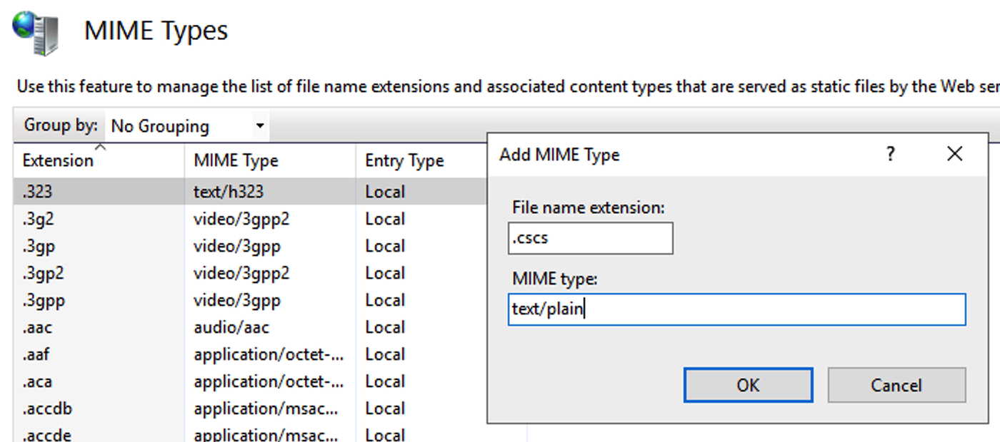 MIME Types
Use this feature to manage the list of file name extensions and associated content types that are served as static files by the Web
Group by: No Grouping
Extension MIME Type Entry Type
.323 text/h323 Local
.3g2 video/3gpp2 Local
.3gp video/3gpp Local
.3gp2 video/3gpp2 Local
.3gpp video/3gpp Local
.aac audio/aac Local
.aaf application/octet-... Local
.aca application/octet-... Local
.accdb application/msac... Local
.accde application/msac... Local
Add MIME Type ?
File name extension:
.cscs
MIME type:
text/plain
OK Cancel